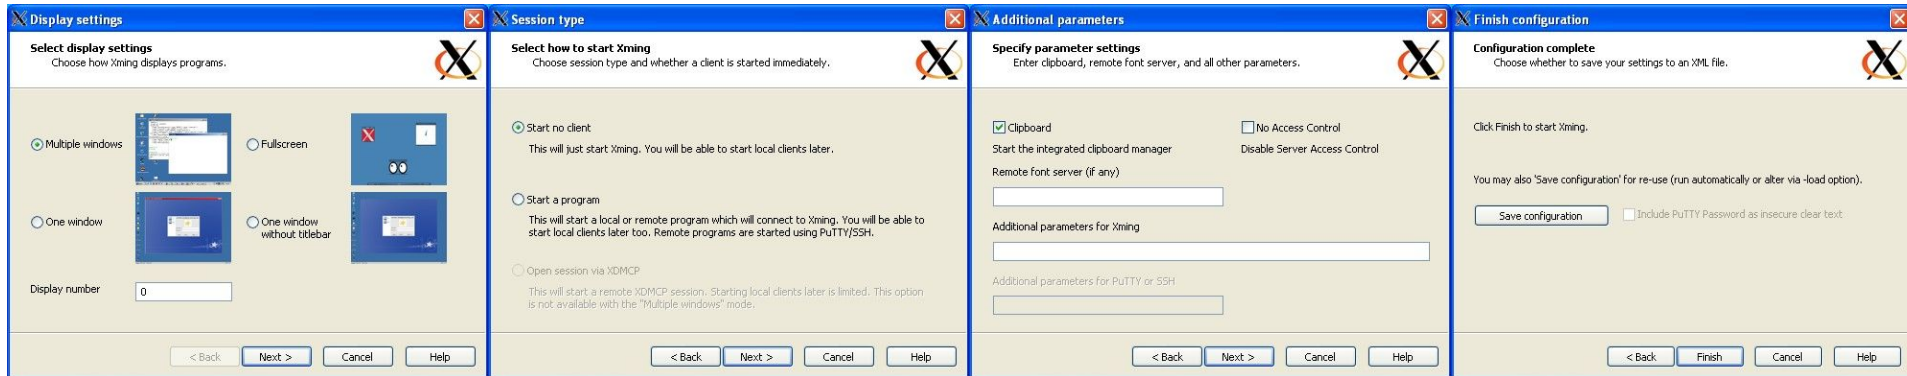 Display settings
Select display settings
Choose how Xming displays programs.
Multiple windows
Fullscreen
One window
One window
without titlebar
Display number
0
< Back
Next >
Cancel
Help
Session type
Select how to start Xming
Choose session type and whether a client is started immediately.
Start no client
This will just start Xming. You will be able to start local clients later.
Start a program
This will start a local or remote program which will connect to Xming. You will be able to
start local clients later too. Remote programs are started using PuTTY/SSH.
Open session via XDMCP
This will start a remote XDMCP session. Starting local clients later is limited. This option
is not available with the "Multiple windows" mode.
< Back
Next >
Cancel
Help
Additional parameters
Specify parameter settings
Enter clipboard, remote font server, and all other parameters.
Clipboard
No Access Control
Start the integrated clipboard manager
Disable Server Access Control
Remote font server (if any)
Additional parameters for Xming
Additional parameters for PuTTY or SSH
< Back
Next >
Cancel
Help
Finish configuration
Configuration complete
Choose whether to save your settings to an XML file.
Click Finish to start Xming.
You may also 'Save configuration' for re-use (run automatically or alter via -load option).
Save configuration
Include PuTTY Password as insecure clear text
< Back
Finish
Cancel
Help